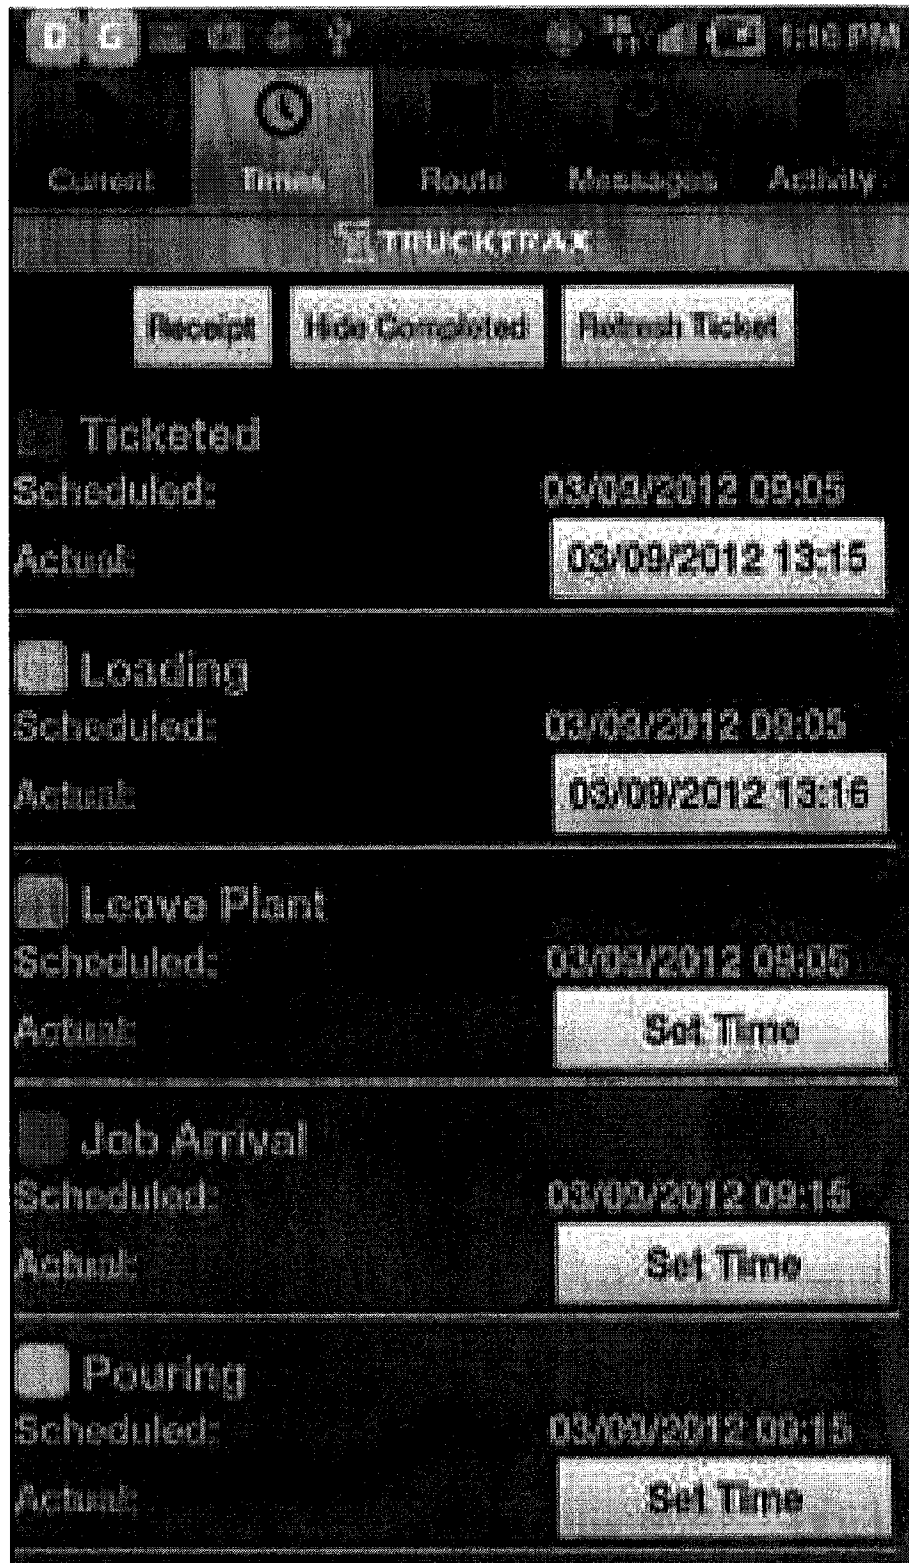 D G 1:16 PM
Current Times Route Messages Activity
TRUCKTRAX
Receipt Hide Completed Refresh Ticket
Ticketed
Scheduled: 03/09/2012 09:05
Actual: 03/09/2012 13:15
Loading
Scheduled: 03/09/2012 09:05
Actual: 03/09/2012 13:16
Leave Plant
Scheduled: 03/09/2012 09:05
Actual: Set Time
Job Arrival
Scheduled: 03/09/2012 09:15
Actual: Set Time
Pouring
Scheduled: 03/09/2012 09:15
Actual: Set Time